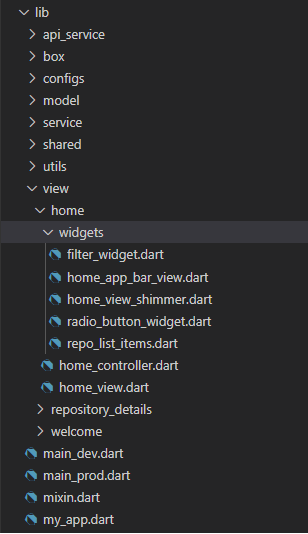 lib
api_service
box
configs
model
service
shared
utils
view
home
widgets
filter_widget.dart
home_app_bar_view.dart
home_view_shimmer.dart
radio_button_widget.dart
repo_list_items.dart
home_controller.dart
home_view.dart
repository_details
welcome
main_dev.dart
main_prod.dart
mixin.dart
my_app.dart